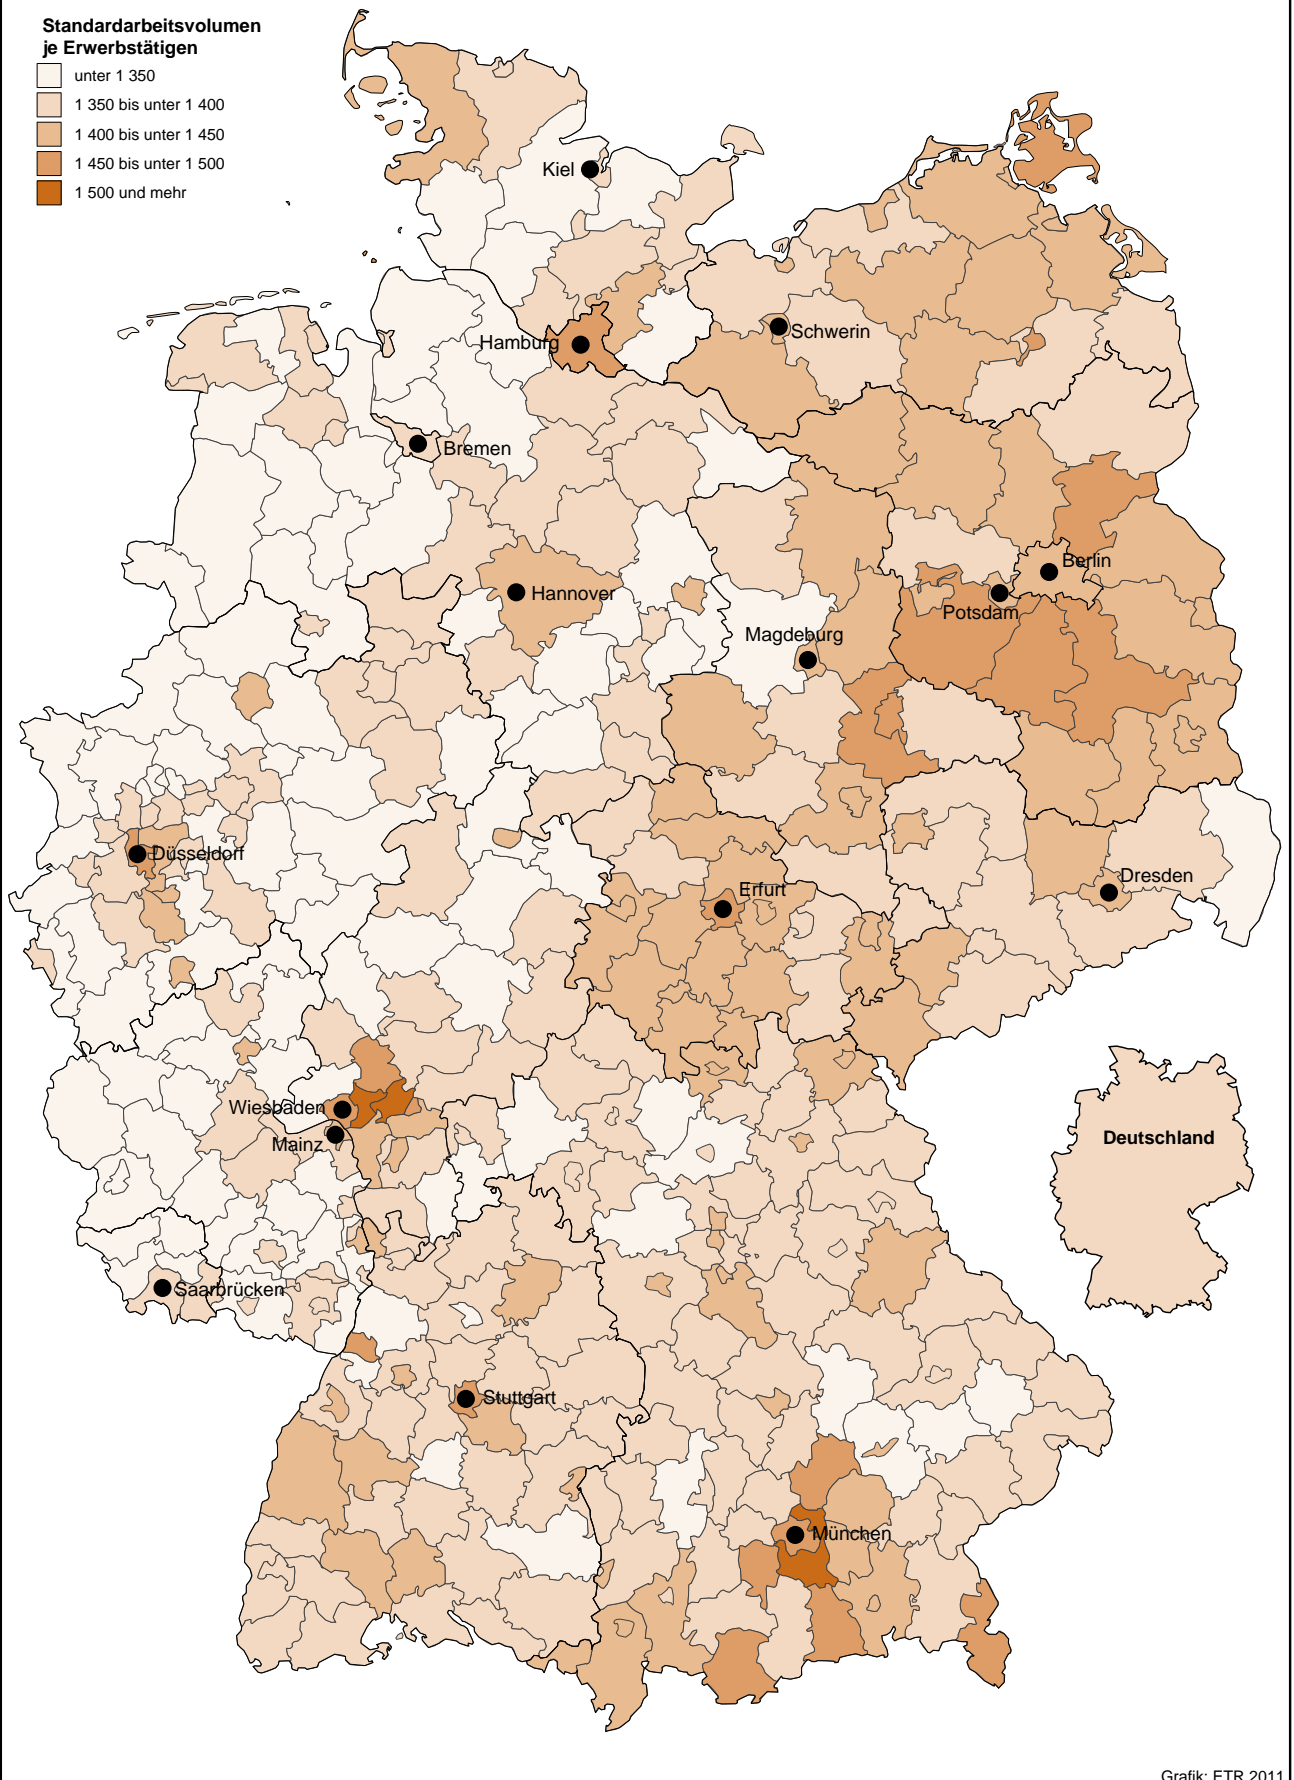 Standardarbeitsvolumen
je Erwerbstätigen
unter 1 350
1 350 bis unter 1 400
1 400 bis unter 1 450
1 450 bis unter 1 500
1 500 und mehr
Kiel
Schwerin
Hamburg
Bremen
Berlin
Hannover
Potsdam
Magdeburg
Düsseldorf
Dresden
Erfurt
Wiesbaden
Mainz
Deutschland
Saarbrücken
Stuttgart
München
Grafik: ETR 2011